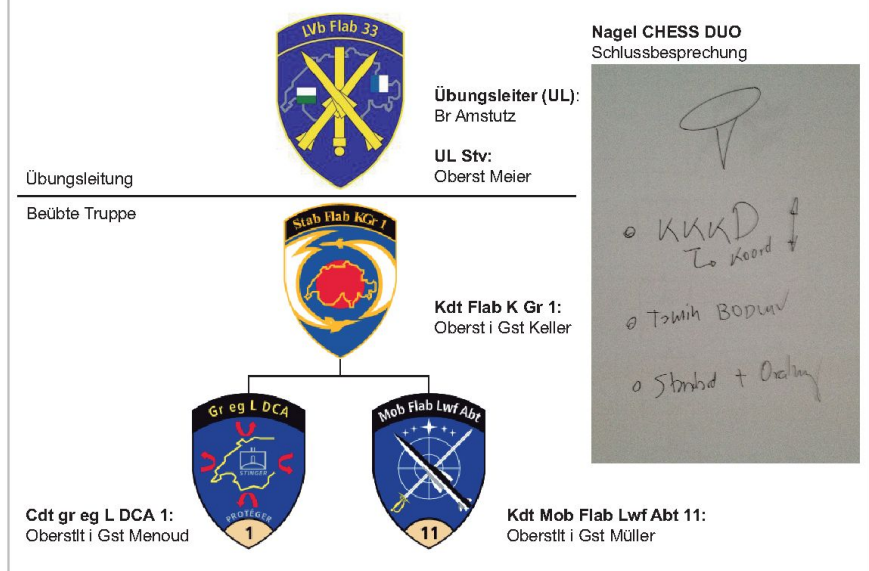 LVb Flab 33
Übungsleiter (UL):
Br Amstutz
UL Stv:
Oberst Meier
Übungsleitung
Beübte Truppe
Stab Flab KGr 1
Kdt Flab K Gr 1:
Oberst i Gst Keller
Gr eg L DCA
STINGER
PROTÉGER
1
Mob Flab Lwf Abt
11
Cdt gr eg L DCA 1:
Oberstlt i Gst Menoud
Kdt Mob Flab Lwf Abt 11:
Oberstlt i Gst Müller
Nagel CHESS DUO
Schlussbesprechung
KKKD
Koord
+